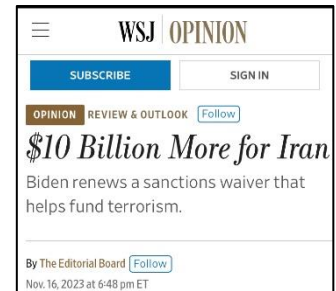 WSJ OPINION
SUBSCRIBE SIGN IN
OPINION REVIEW & OUTLOOK Follow
$10 Billion More for Iran
Biden renews a sanctions waiver that
helps fund terrorism.
By The Editorial Board Follow
Nov. 16, 2023 at 6:48 pm ET